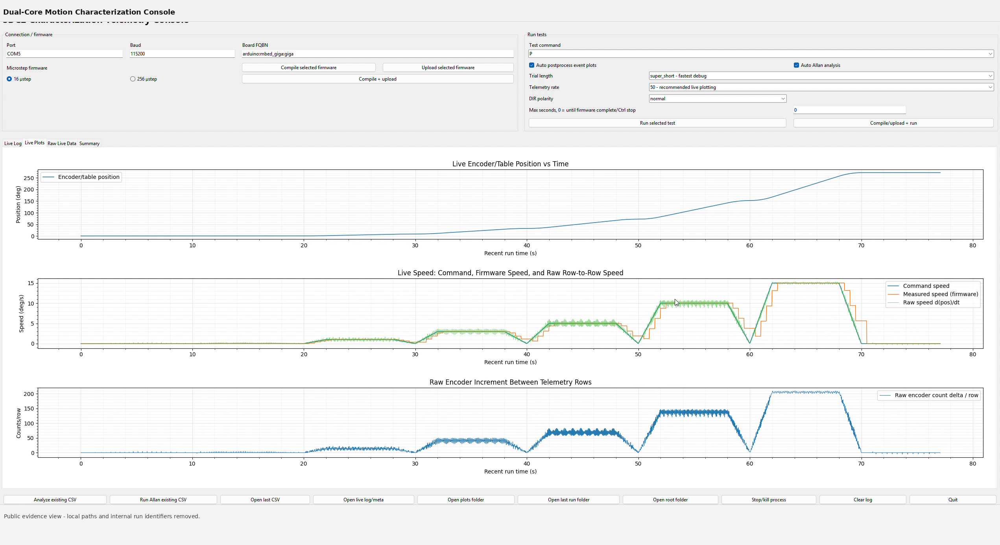 Dual-Core Motion Characterization Console
Characterization Telemetry Console
Connection / firmware
Port
Baud
Board FQBN
COM5
115200
arduino:mbed_giga:giga
Microstep firmware
Compile selected firmware
Upload selected firmware
16 µstep
256 µstep
Compile + upload
Run tests
Test command
P
Auto postprocess event plots
Auto Allan analysis
Trial length
super_short - fastest debug
Telemetry rate
50 - recommended live plotting
DIR polarity
normal
Max seconds, 0 = until firmware complete/Ctrl stop
0
Run selected test
Compile/upload + run
Live Log
Live Plots
Raw Live Data
Summary
Live Encoder/Table Position vs Time
Encoder/table position
Position (deg)
250
200
150
100
50
0
0 10 20 30 40 50 60 70 80
Recent run time (s)
Live Speed: Command, Firmware Speed, and Raw Row-to-Row Speed
Command speed
Measured speed (firmware)
Raw speed d(pos)/dt
Speed (deg/s)
15
10
5
0
0 10 20 30 40 50 60 70 80
Recent run time (s)
Raw Encoder Increment Between Telemetry Rows
Raw encoder count delta / row
Counts/row
200
150
100
50
0
0 10 20 30 40 50 60 70 80
Recent run time (s)
Analyze existing CSV
Run Allan existing CSV
Open last CSV
Open live log/meta
Open plots folder
Open last run folder
Open root folder
Stop/kill process
Clear log
Quit
Public evidence view - local paths and internal run identifiers removed.